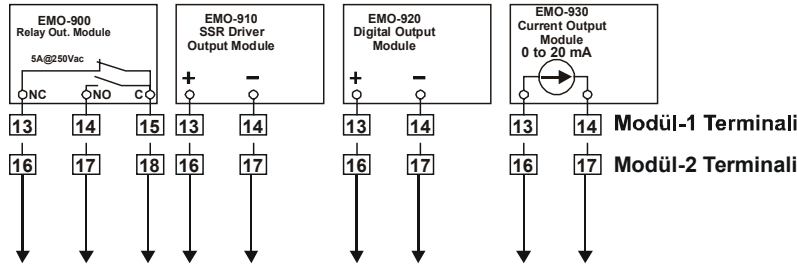 EMO-900
Relay Out. Module
5A@250Vac
NC
NO
C
EMO-910
SSR Driver
Output Module
+
−
EMO-920
Digital Output
Module
+
−
EMO-930
Current Output
Module
0 to 20 mA
13 14 15 13 14 13 14 13 14 Modül-1 Terminali
16 17 18 16 17 16 17 16 17 Modül-2 Terminali